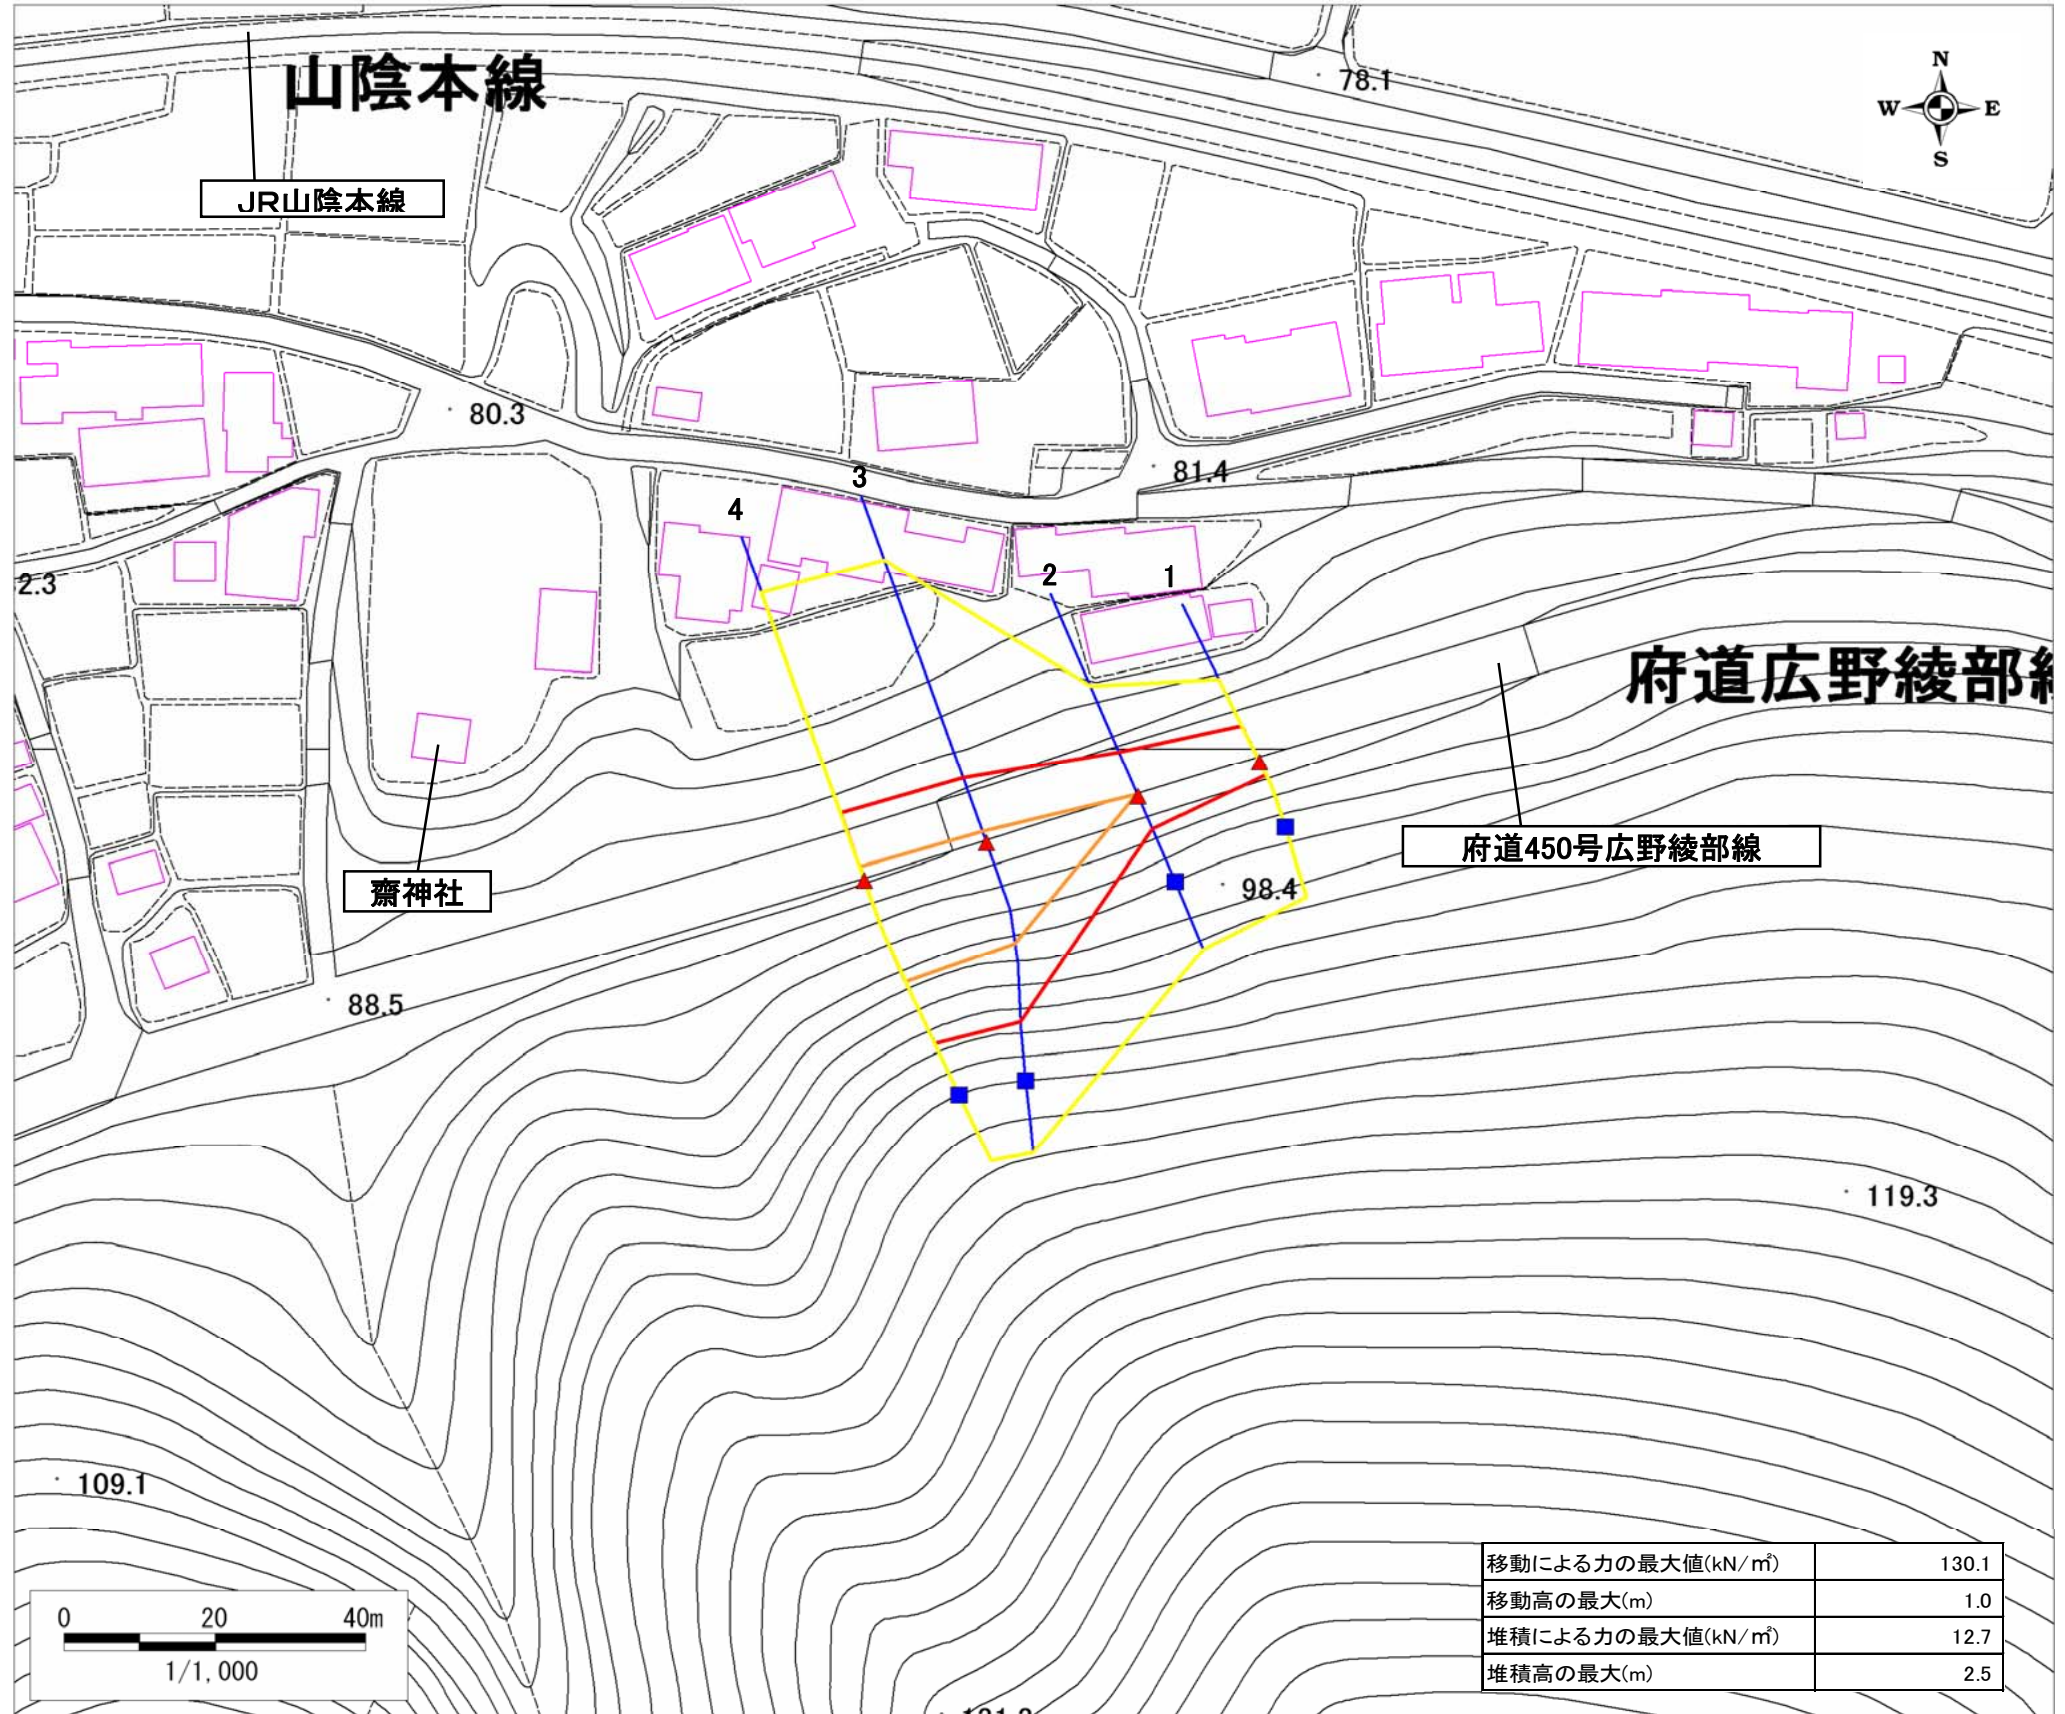 山陰本線
78.1
N
W E
S
JR山陰本線
80.3
81.4
3
4
2
1
2.3
府道広野綾部
98.4
府道450号広野綾部線
齋神社
88.5
119.3
109.1
0 20 40m
1/1,000
移動による力の最大値(kN/㎡) 130.1
移動高の最大(m) 1.0
堆積による力の最大値(kN/㎡) 12.7
堆積高の最大(m) 2.5